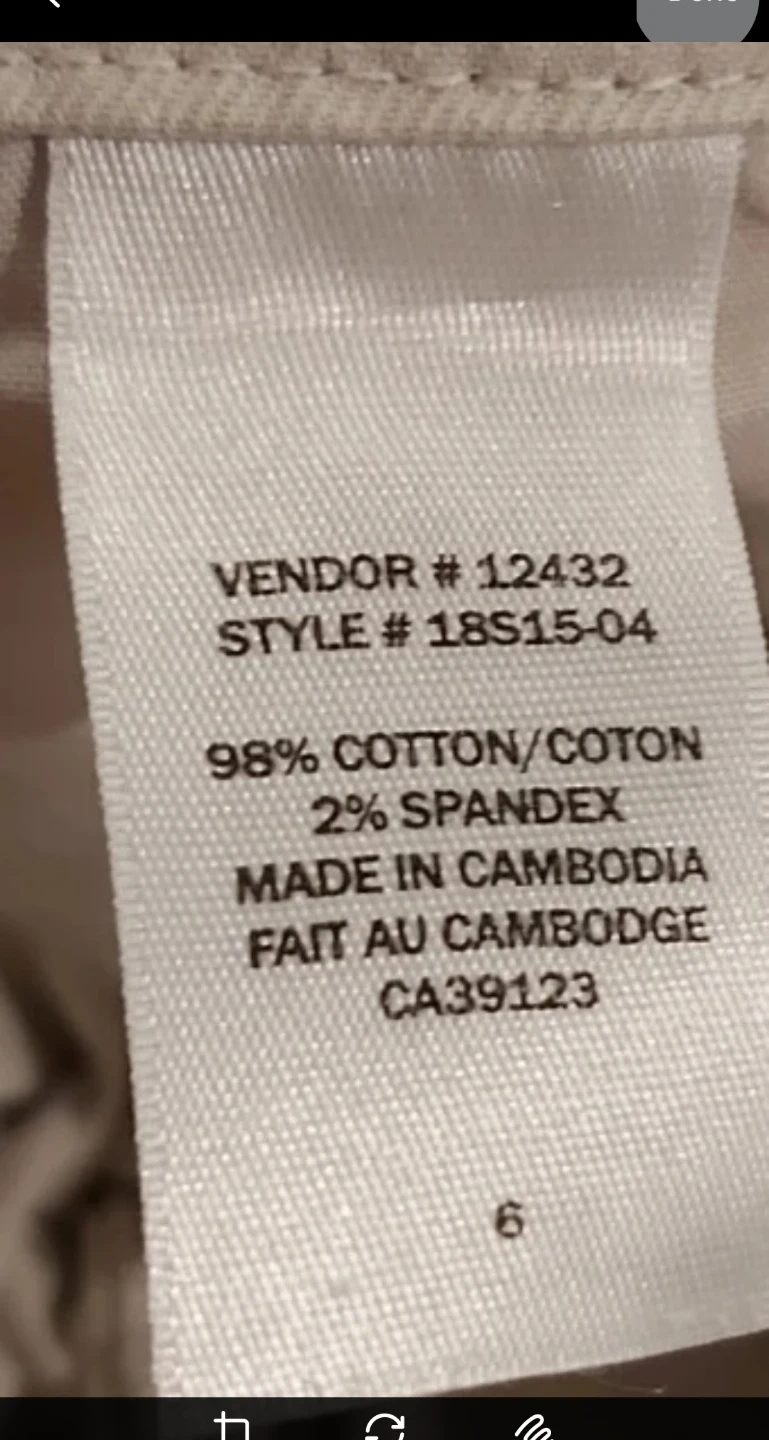 VENDOR # 12432
STYLE # 18S15-04
98% COTTON/COTON
2% SPANDEX
MADE IN CAMBODIA
FAIT AU CAMBODGE
CA39123
6